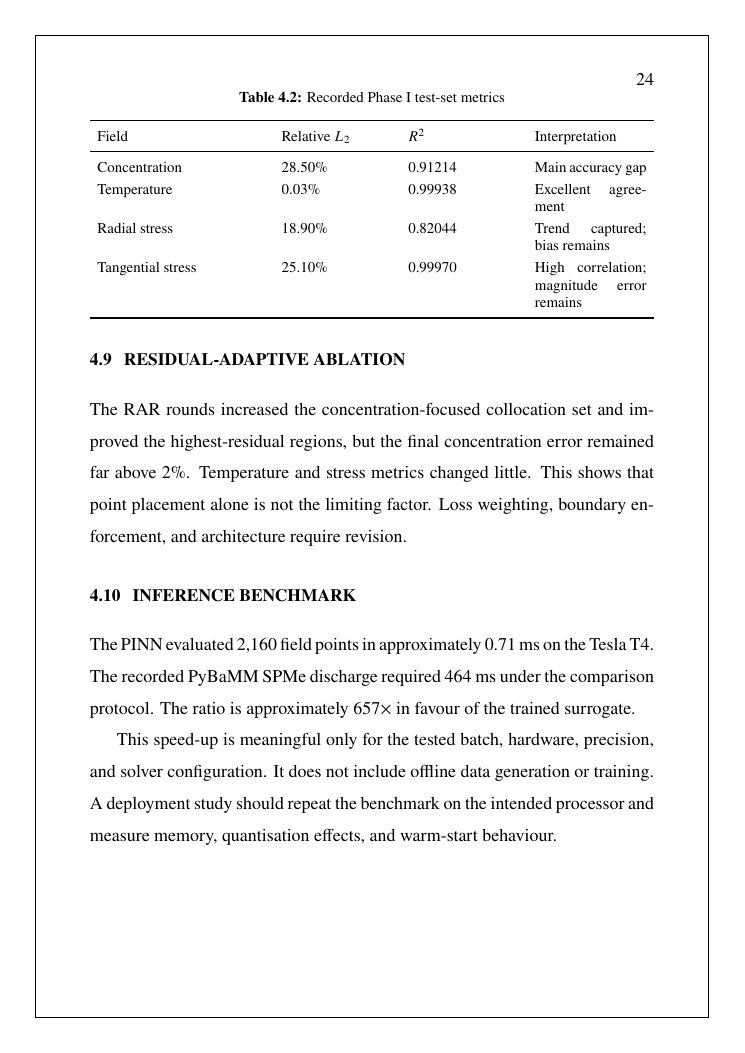 24
Table 4.2: Recorded Phase I test-set metrics
Field Relative L2 R2 Interpretation
Concentration 28.50% 0.91214 Main accuracy gap
Temperature 0.03% 0.99938 Excellent agree-
ment
Radial stress 18.90% 0.82044 Trend captured;
bias remains
Tangential stress 25.10% 0.99970 High correlation;
magnitude error
remains
4.9 RESIDUAL-ADAPTIVE ABLATION
The RAR rounds increased the concentration-focused collocation set and im-
proved the highest-residual regions, but the final concentration error remained
far above 2%. Temperature and stress metrics changed little. This shows that
point placement alone is not the limiting factor. Loss weighting, boundary en-
forcement, and architecture require revision.
4.10 INFERENCE BENCHMARK
The PINN evaluated 2,160 field points in approximately 0.71 ms on the Tesla T4.
The recorded PyBaMM SPMe discharge required 464 ms under the comparison
protocol. The ratio is approximately 657× in favour of the trained surrogate.
This speed-up is meaningful only for the tested batch, hardware, precision,
and solver configuration. It does not include offline data generation or training.
A deployment study should repeat the benchmark on the intended processor and
measure memory, quantisation effects, and warm-start behaviour.